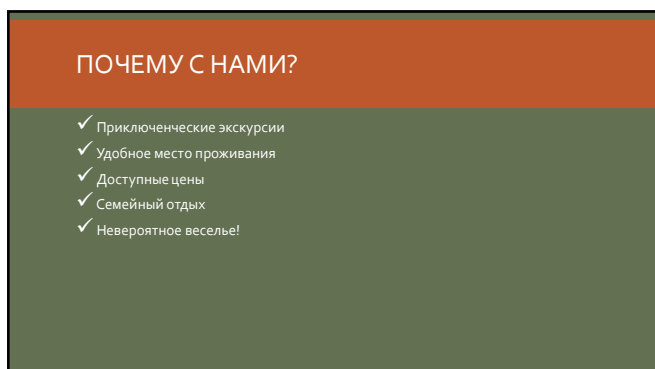 ПОЧЕМУ С НАМИ?
✓ Приключенческие экскурсии
✓ Удобное место проживания
✓ Доступные цены
✓ Семейный отдых
✓ Невероятное веселье!